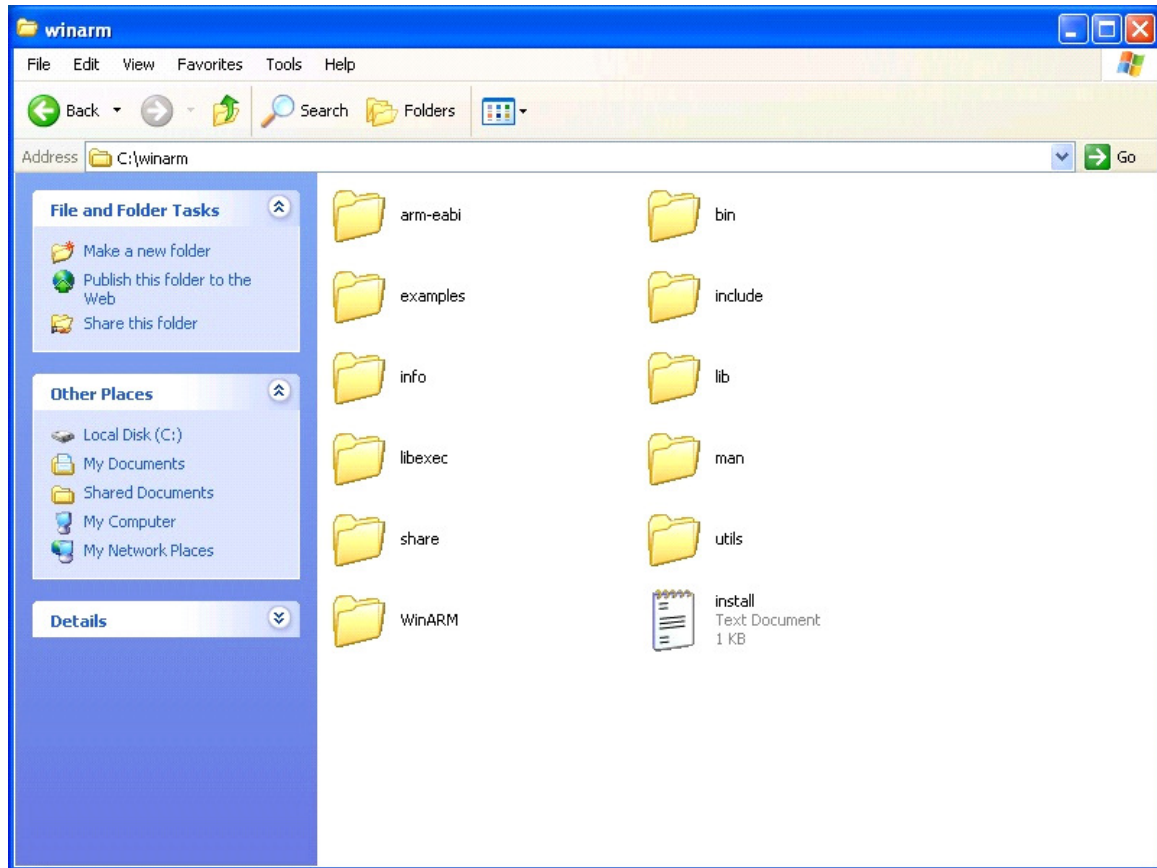 winarm
File Edit View Favorites Tools Help
Back Search Folders
Address C:\winarm Go
File and Folder Tasks
Make a new folder
Publish this folder to the
Web
Share this folder
Other Places
Local Disk (C:)
My Documents
Shared Documents
My Computer
My Network Places
Details
arm-eabi bin
examples include
info lib
libexec man
share utils
WinARM
install
Text Document
1 KB